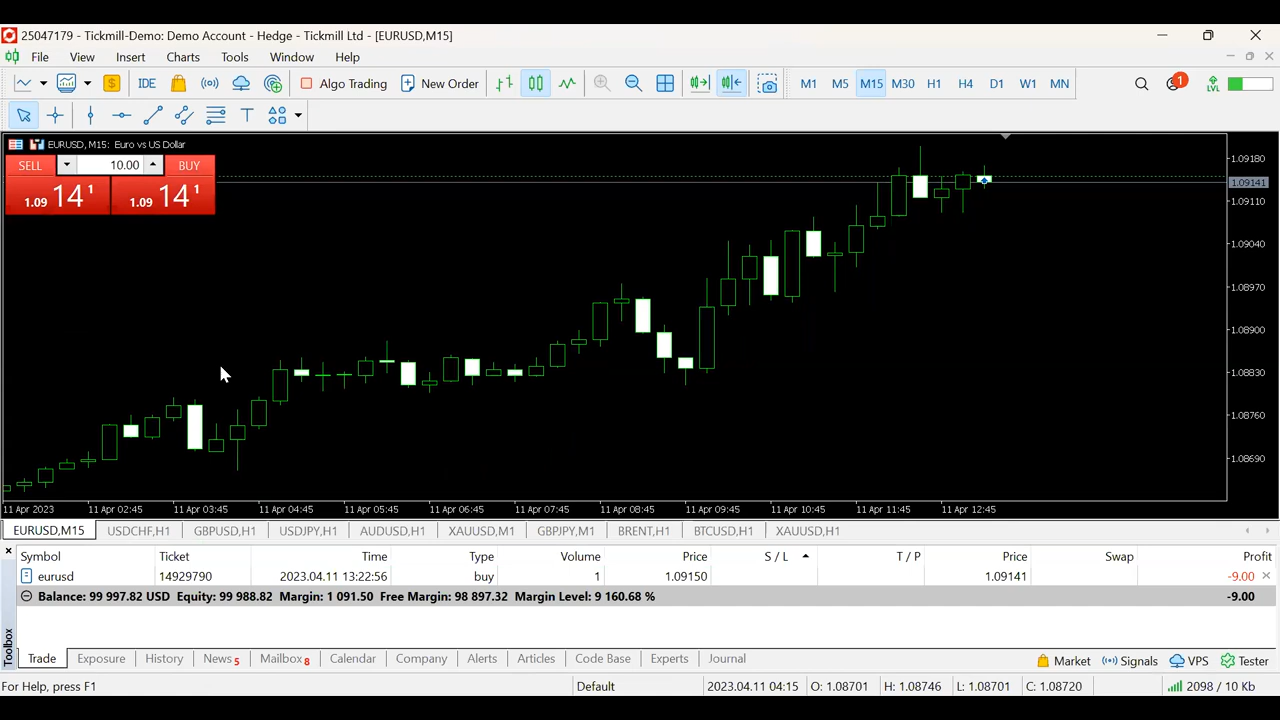 25047179 - Tickmill-Demo: Demo Account - Hedge - Tickmill Ltd - [EURUSD,M15]
File View Insert Charts Tools Window Help
$ IDE Algo Trading New Order M1 M5 M15 M30 H1 H4 D1 W1 MN 1 LVL
T
EURUSD, M15: Euro vs US Dollar
SELL 10.00 BUY
1.09 14 1 1.09 14 1
1.09180
1.09141
1.09110
1.09040
1.08970
1.08900
1.08830
1.08760
1.08690
11 Apr 2023 11 Apr 02:45 11 Apr 03:45 11 Apr 04:45 11 Apr 05:45 11 Apr 06:45 11 Apr 07:45 11 Apr 08:45 11 Apr 09:45 11 Apr 10:45 11 Apr 11:45 11 Apr 12:45
EURUSD,M15 USDCHF,H1 GBPUSD,H1 USDJPY,H1 AUDUSD,H1 XAUUSD,M1 GBPJPY,M1 BRENT,H1 BTCUSD,H1 XAUUSD,H1
Symbol Ticket Time Type Volume Price S / L T / P Price Swap Profit
eurusd 14929790 2023.04.11 13:22:56 buy 1 1.09150 1.09141 -9.00
Balance: 99 997.82 USD Equity: 99 988.82 Margin: 1 091.50 Free Margin: 98 897.32 Margin Level: 9 160.68 % -9.00
Toolbox
Trade Exposure History News 5 Mailbox 8 Calendar Company Alerts Articles Code Base Experts Journal Market Signals VPS Tester
For Help, press F1 Default 2023.04.11 04:15 O: 1.08701 H: 1.08746 L: 1.08701 C: 1.08720 2098 / 10 Kb